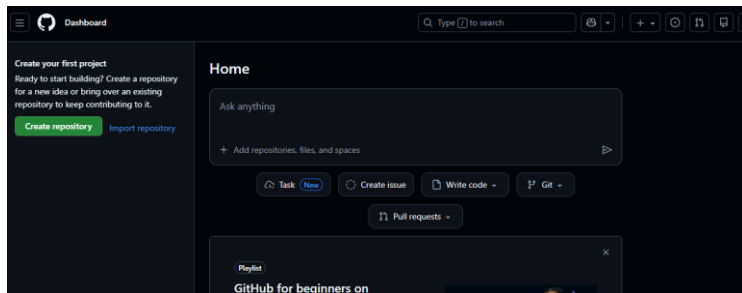 Dashboard
Type / to search
Create your first project
Ready to start building? Create a repository
for a new idea or bring over an existing
repository to keep contributing to it.
Create repository
Import repository
Home
Ask anything
+ Add repositories, files, and spaces
Task New
Create issue
Write code
Git
Pull requests
Playlist
GitHub for beginners on